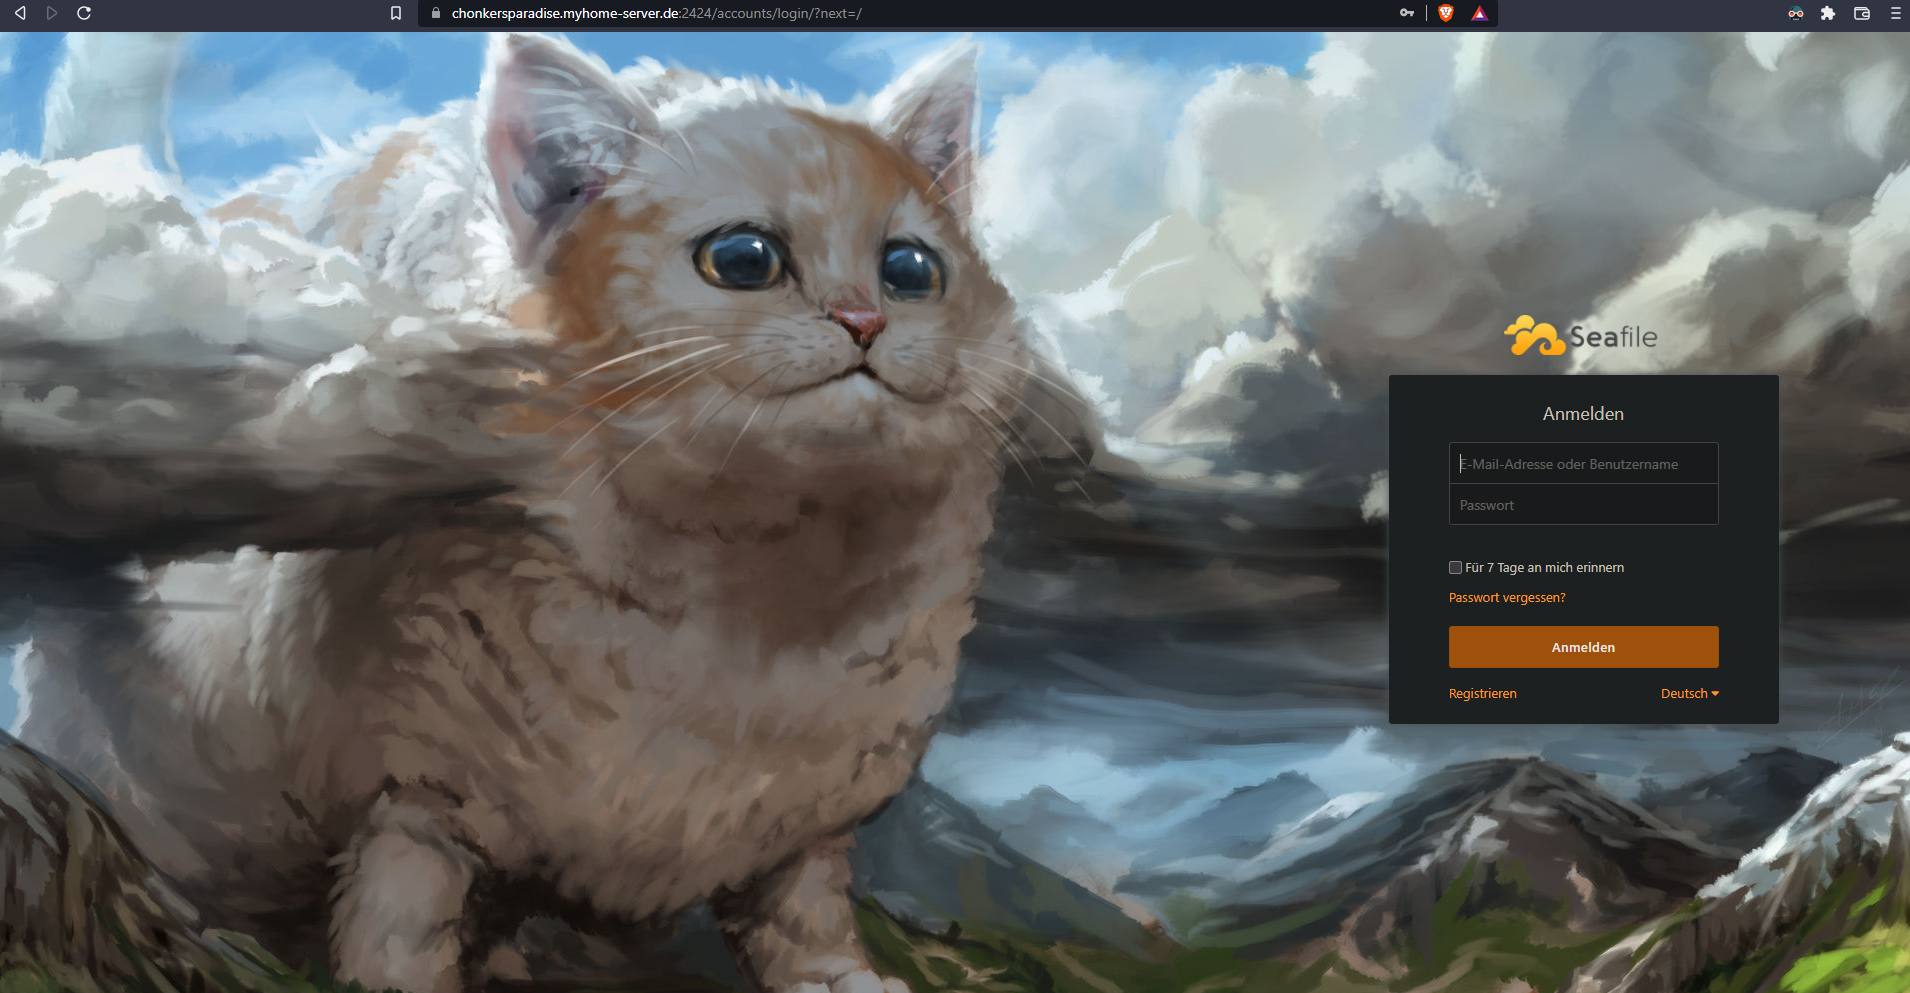 chonkersparadise.myhome-server.de:2424/accounts/login/?next=/
Seafile
Anmelden
E-Mail-Adresse oder Benutzername
Passwort
Für 7 Tage an mich erinnern
Passwort vergessen?
Anmelden
Registrieren
Deutsch